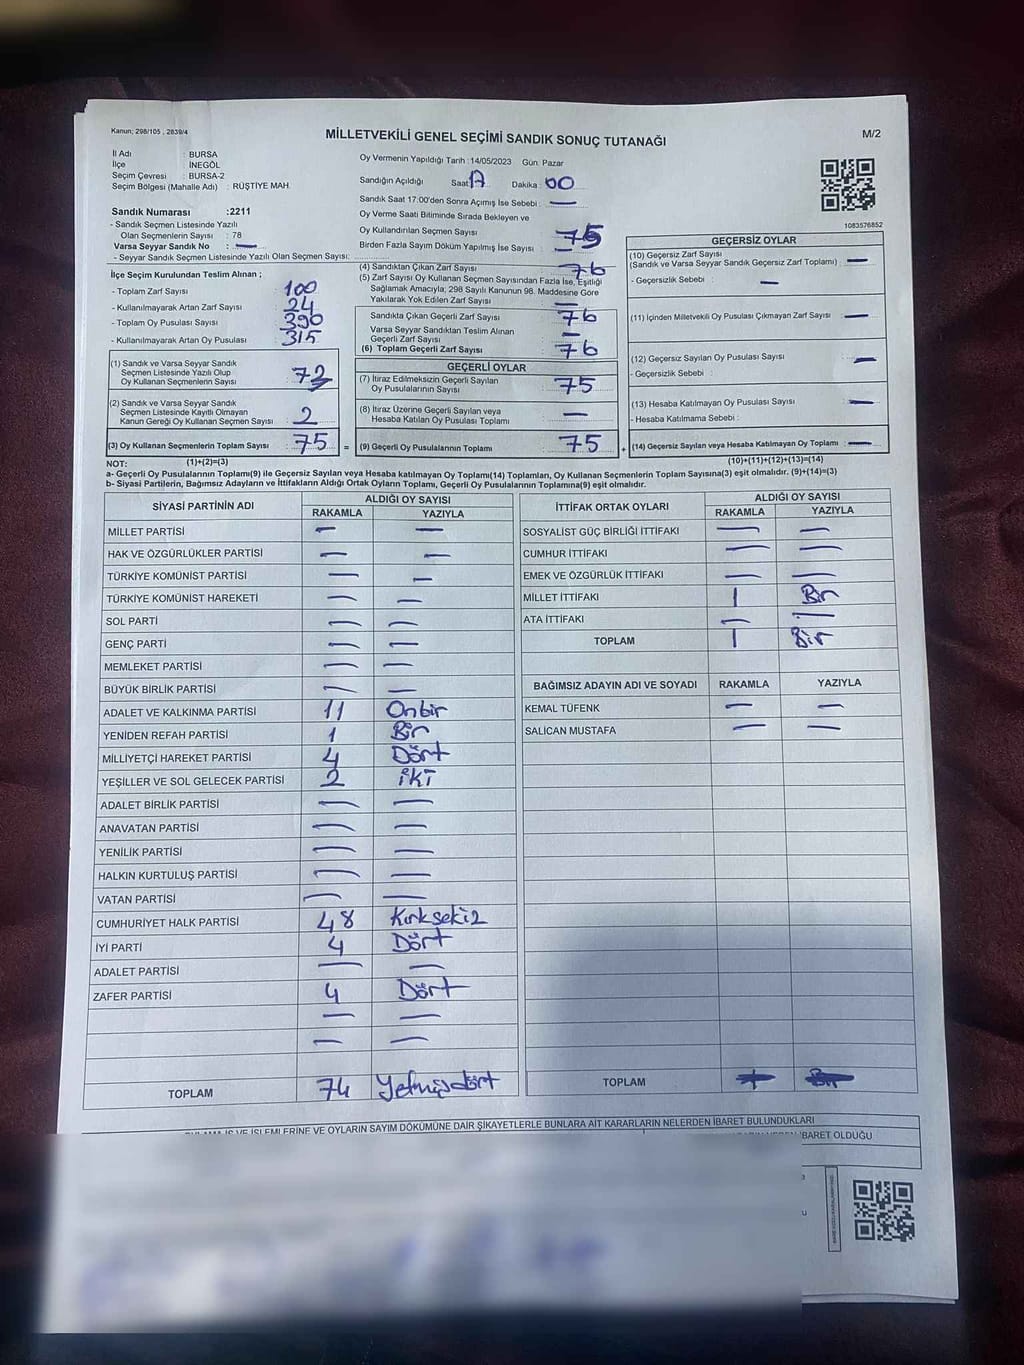 Kanun; 298/105 , 2839/4
MİLLETVEKİLİ GENEL SEÇİMİ SANDIK SONUÇ TUTANAĞI
M/2
İl Adı : BURSA
İlçe : İNEGÖL
Seçim Çevresi : BURSA-2
Seçim Bölgesi (Mahalle Adı) : RÜŞTİYE MAH.
Oy Vermenin Yapıldığı Tarih :14/05/2023 Gün: Pazar
Sandığın Açıldığı Saat: 17 Dakika : 00
Sandık Saat 17:00'den Sonra Açımış İse Sebebi : —
Oy Verme Saati Bitiminde Sırada Bekleyen ve
Oy Kullandırılan Seçmen Sayısı : 75
Birden Fazla Sayım Döküm Yapılmış İse Sayısı : —
1083576852
Sandık Numarası :2211
- Sandık Seçmen Listesinde Yazılı
Olan Seçmenlerin Sayısı : 78
Varsa Seyyar Sandık No : —
- Seyyar Sandık Seçmen Listesinde Yazılı Olan Seçmen Sayısı:
İlçe Seçim Kurulundan Teslim Alınan ;
- Toplam Zarf Sayısı : 100
- Kullanılmayarak Artan Zarf Sayısı : 24
- Toplam Oy Pusulası Sayısı : 390
- Kullanılmayarak Artan Oy Pusulası : 315
(1) Sandık ve Varsa Seyyar Sandık
Seçmen Listesinde Yazılı Olup
Oy Kullanan Seçmenlerin Sayısı : 73
(2) Sandık ve Varsa Seyyar Sandık
Seçmen Listesinde Kayıtlı Olmayan
Kanun Gereği Oy Kullanan Seçmen Sayısı : 2
(3) Oy Kullanan Seçmenlerin Toplam Sayısı : 75 =
(4) Sandıktan Çıkan Zarf Sayısı : 76
(5) Zarf Sayısı Oy Kullanan Seçmen Sayısından Fazla İse, Eşitliği
Sağlamak Amacıyla; 298 Sayılı Kanunun 98. Maddesine Göre
Yakılarak Yok Edilen Zarf Sayısı : —
Sandıkta Çıkan Geçerli Zarf Sayısı : 76
Varsa Seyyar Sandıktan Teslim Alınan
Geçerli Zarf Sayısı : —
(6) Toplam Geçerli Zarf Sayısı : 76
GEÇERLİ OYLAR
(7) İtiraz Edilmeksizin Geçerli Sayılan
Oy Pusulalarının Sayısı : 75
(8) İtiraz Üzerine Geçerli Sayılan veya
Hesaba Katılan Oy Pusulası Toplamı : —
(9) Geçerli Oy Pusulalarının Toplamı : 75 +
GEÇERSİZ OYLAR
(10) Geçersiz Zarf Sayısı
(Sandık ve Varsa Seyyar Sandık Geçersiz Zarf Toplamı) : —
- Geçersizlik Sebebi : —
(11) İçinden Milletvekili Oy Pusulası Çıkmayan Zarf Sayısı : —
(12) Geçersiz Sayılan Oy Pusulası Sayısı : —
- Geçersizlik Sebebi :
(13) Hesaba Katılmayan Oy Pusulası Sayısı : —
- Hesaba Katılmama Sebebi :
(14) Geçersiz Sayılan veya Hesaba Katılmayan Oy Toplamı : —
NOT: (1)+(2)=(3)
(10)+(11)+(12)+(13)=(14)
a- Geçerli Oy Pusulalarının Toplamı(9) ile Geçersiz Sayılan veya Hesaba katılmayan Oy Toplamı(14) Toplamları, Oy Kullanan Seçmenlerin Toplam Sayısına(3) eşit olmalıdır. (9)+(14)=(3)
b- Siyasi Partilerin, Bağımsız Adayların ve İttifakların Aldığı Ortak Oyların Toplamı, Geçerli Oy Pusulalarının Toplamına(9) eşit olmalıdır.
SİYASİ PARTİNİN ADI ALDIĞI OY SAYISI
RAKAMLA YAZIYLA
MİLLET PARTİSİ — —
HAK VE ÖZGÜRLÜKLER PARTİSİ — —
TÜRKİYE KOMÜNİST PARTİSİ — —
TÜRKİYE KOMÜNİST HAREKETİ — —
SOL PARTİ — —
GENÇ PARTİ — —
MEMLEKET PARTİSİ — —
BÜYÜK BİRLİK PARTİSİ — —
ADALET VE KALKINMA PARTİSİ 11 Onbir
YENİDEN REFAH PARTİSİ 1 Bir
MİLLİYETÇİ HAREKET PARTİSİ 4 Dört
YEŞİLLER VE SOL GELECEK PARTİSİ 2 iki
ADALET BİRLİK PARTİSİ — —
ANAVATAN PARTİSİ — —
YENİLİK PARTİSİ — —
HALKIN KURTULUŞ PARTİSİ — —
VATAN PARTİSİ — —
CUMHURİYET HALK PARTİSİ 48 Kırksekiz
İYİ PARTİ 4 Dört
ADALET PARTİSİ — —
ZAFER PARTİSİ 4 Dört
— —
— —
TOPLAM 74 Yetmişdört
İTTİFAK ORTAK OYLARI ALDIĞI OY SAYISI
RAKAMLA YAZIYLA
SOSYALİST GÜÇ BİRLİĞİ İTTİFAKI — —
CUMHUR İTTİFAKI — —
EMEK VE ÖZGÜRLÜK İTTİFAKI — —
MİLLET İTTİFAKI 1 Bir
ATA İTTİFAKI — —
TOPLAM 1 Bir
BAĞIMSIZ ADAYIN ADI VE SOYADI RAKAMLA YAZIYLA
KEMAL TÜFENK — —
SALİCAN MUSTAFA — —
TOPLAM
İŞ VE İŞLEMLERİNE VE OYLARIN SAYIM DÖKÜMÜNE DAİR ŞİKAYETLERLE BUNLARA AİT KARARLARIN NELERDEN İBARET BULUNDUKLARI
İBARET OLDUĞU